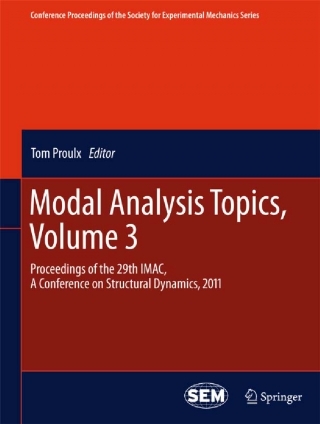 Conference Proceedings of the Society for Experimental Mechanics Series
Tom Proulx Editor
Modal Analysis Topics,
Volume 3
Proceedings of the 29th IMAC,
A Conference on Structural Dynamics, 2011
SEM
Springer